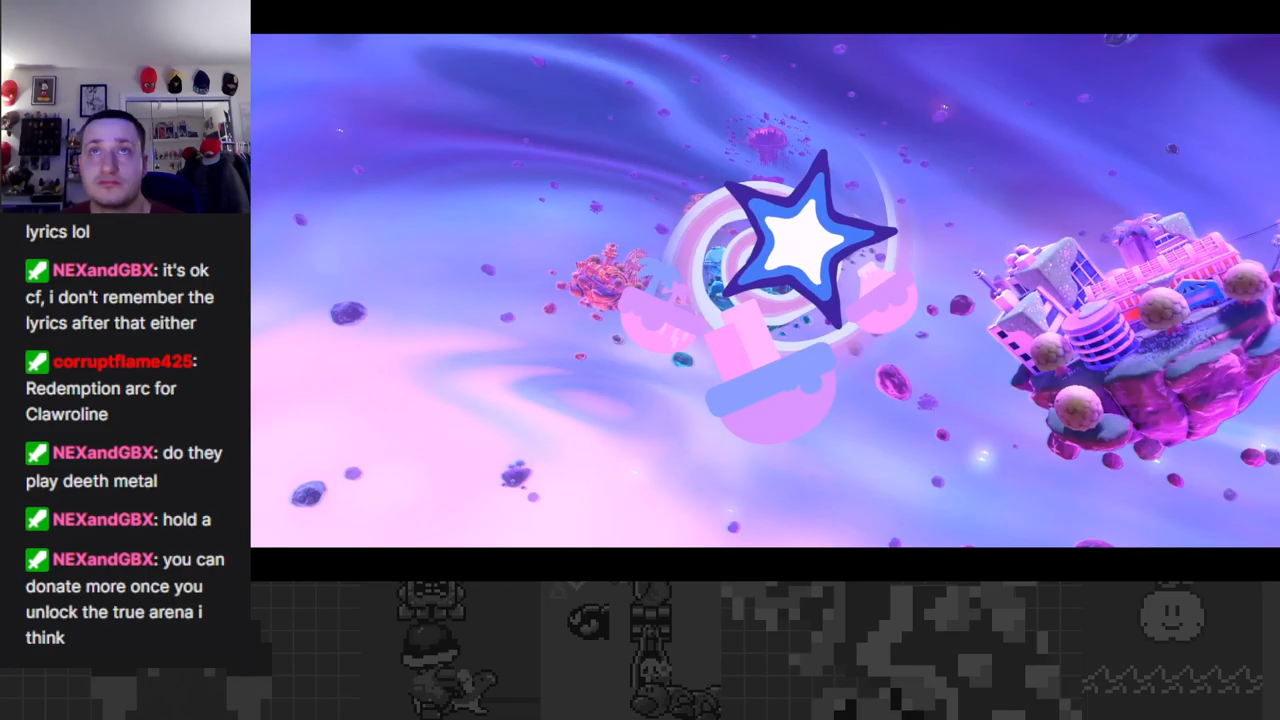 lyrics lol
NEXandGBX: it's ok
cf, i don't remember the
lyrics after that either
corruptflame425:
Redemption arc for
Clawroline
NEXandGBX: do they
play deeth metal
NEXandGBX: hold a
NEXandGBX: you can
donate more once you
unlock the true arena i
think